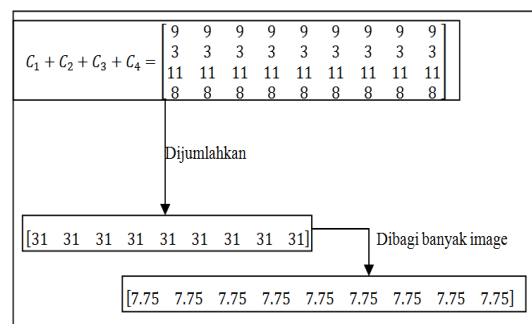 9 9 9 9 9 9 9 9 9
3 3 3 3 3 3 3 3 3
C₁ + C₂ + C₃ + C₄ =
11 11 11 11 11 11 11 11 11
8 8 8 8 8 8 8 8 8
Dijumlahkan
[31 31 31 31 31 31 31 31 31]
Dibagi banyak image
[7.75 7.75 7.75 7.75 7.75 7.75 7.75 7.75 7.75]